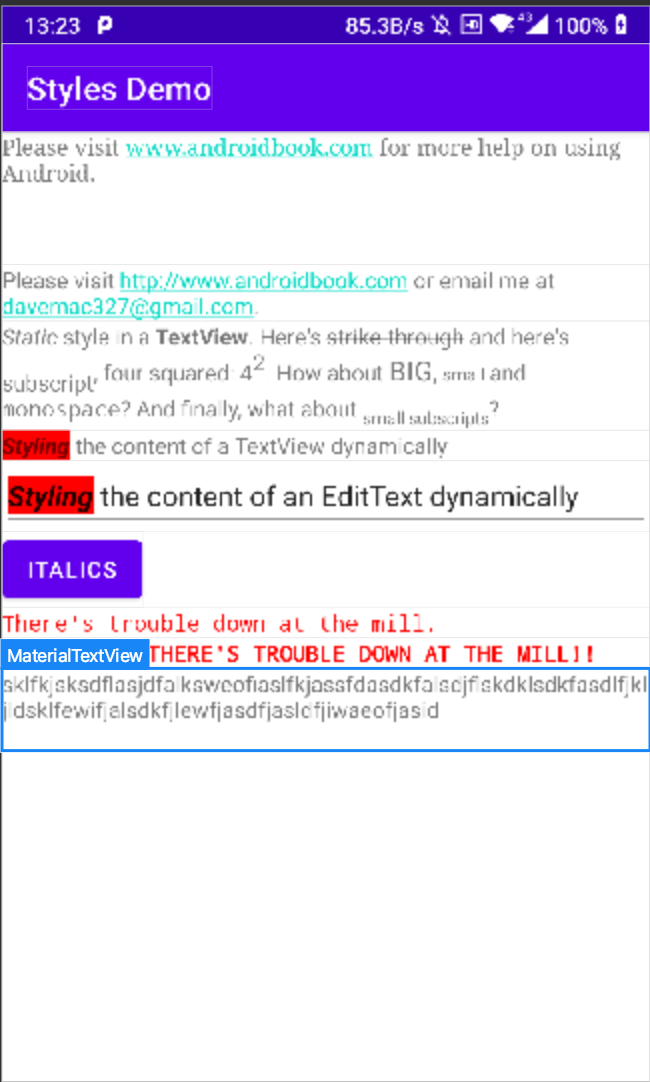 13:23 85.3B/s 43 100%
Styles Demo
Please visit www.androidbook.com for more help on using
Android.
Please visit http://www.androidbook.com or email me at
davemac327@gmail.com.
Static style in a TextView. Here's strike-through and here's
subscript, four squared: 4² How about BIG, small and
monospace? And finally, what about small subscripts?
Styling the content of a TextView dynamically
Styling the content of an EditText dynamically
ITALICS
There's trouble down at the mill.
MaterialTextView THERE'S TROUBLE DOWN AT THE MILL!!